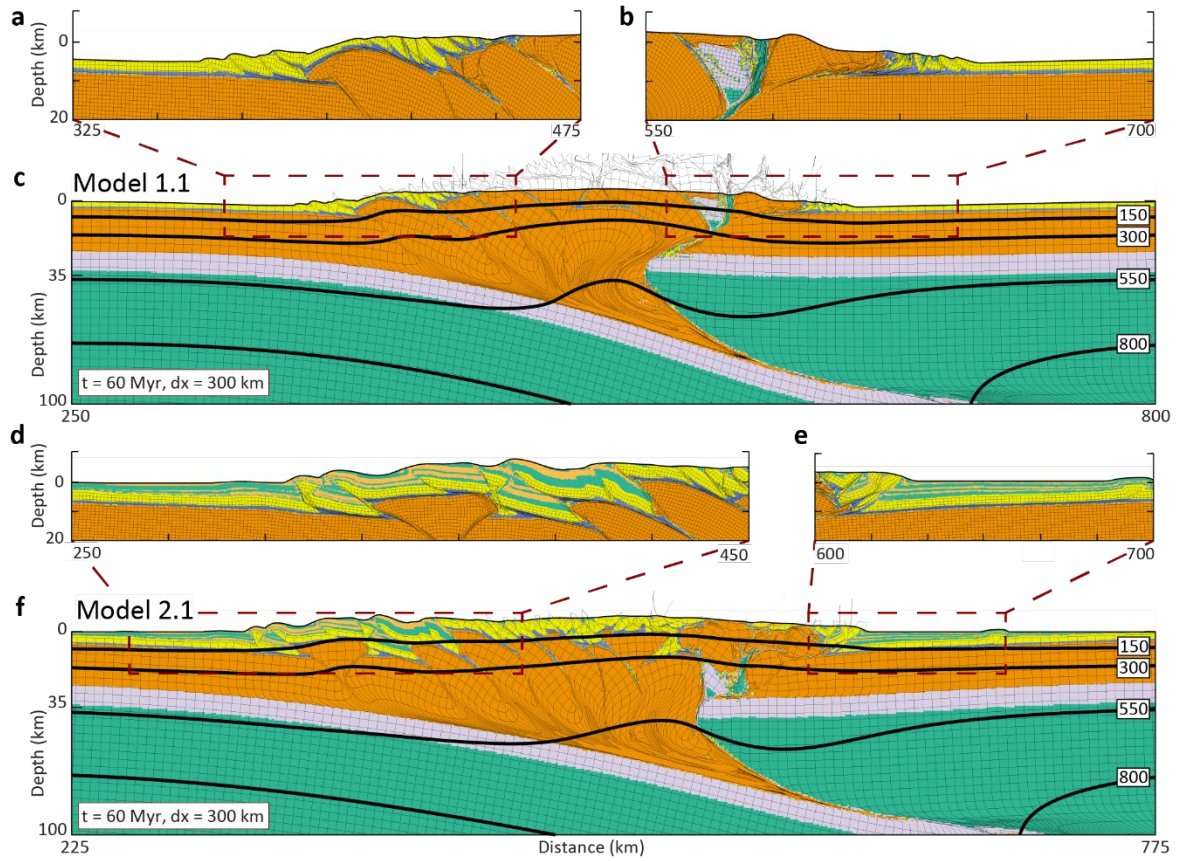 a
b
Depth (km)
0
20
325
475
550
700
c
Model 1.1
Depth (km)
0
35
100
150
300
550
800
t = 60 Myr, dx = 300 km
250
800
d
e
Depth (km)
0
20
250
450
600
700
f
Model 2.1
Depth (km)
0
35
100
150
300
550
800
t = 60 Myr, dx = 300 km
225
Distance (km)
775